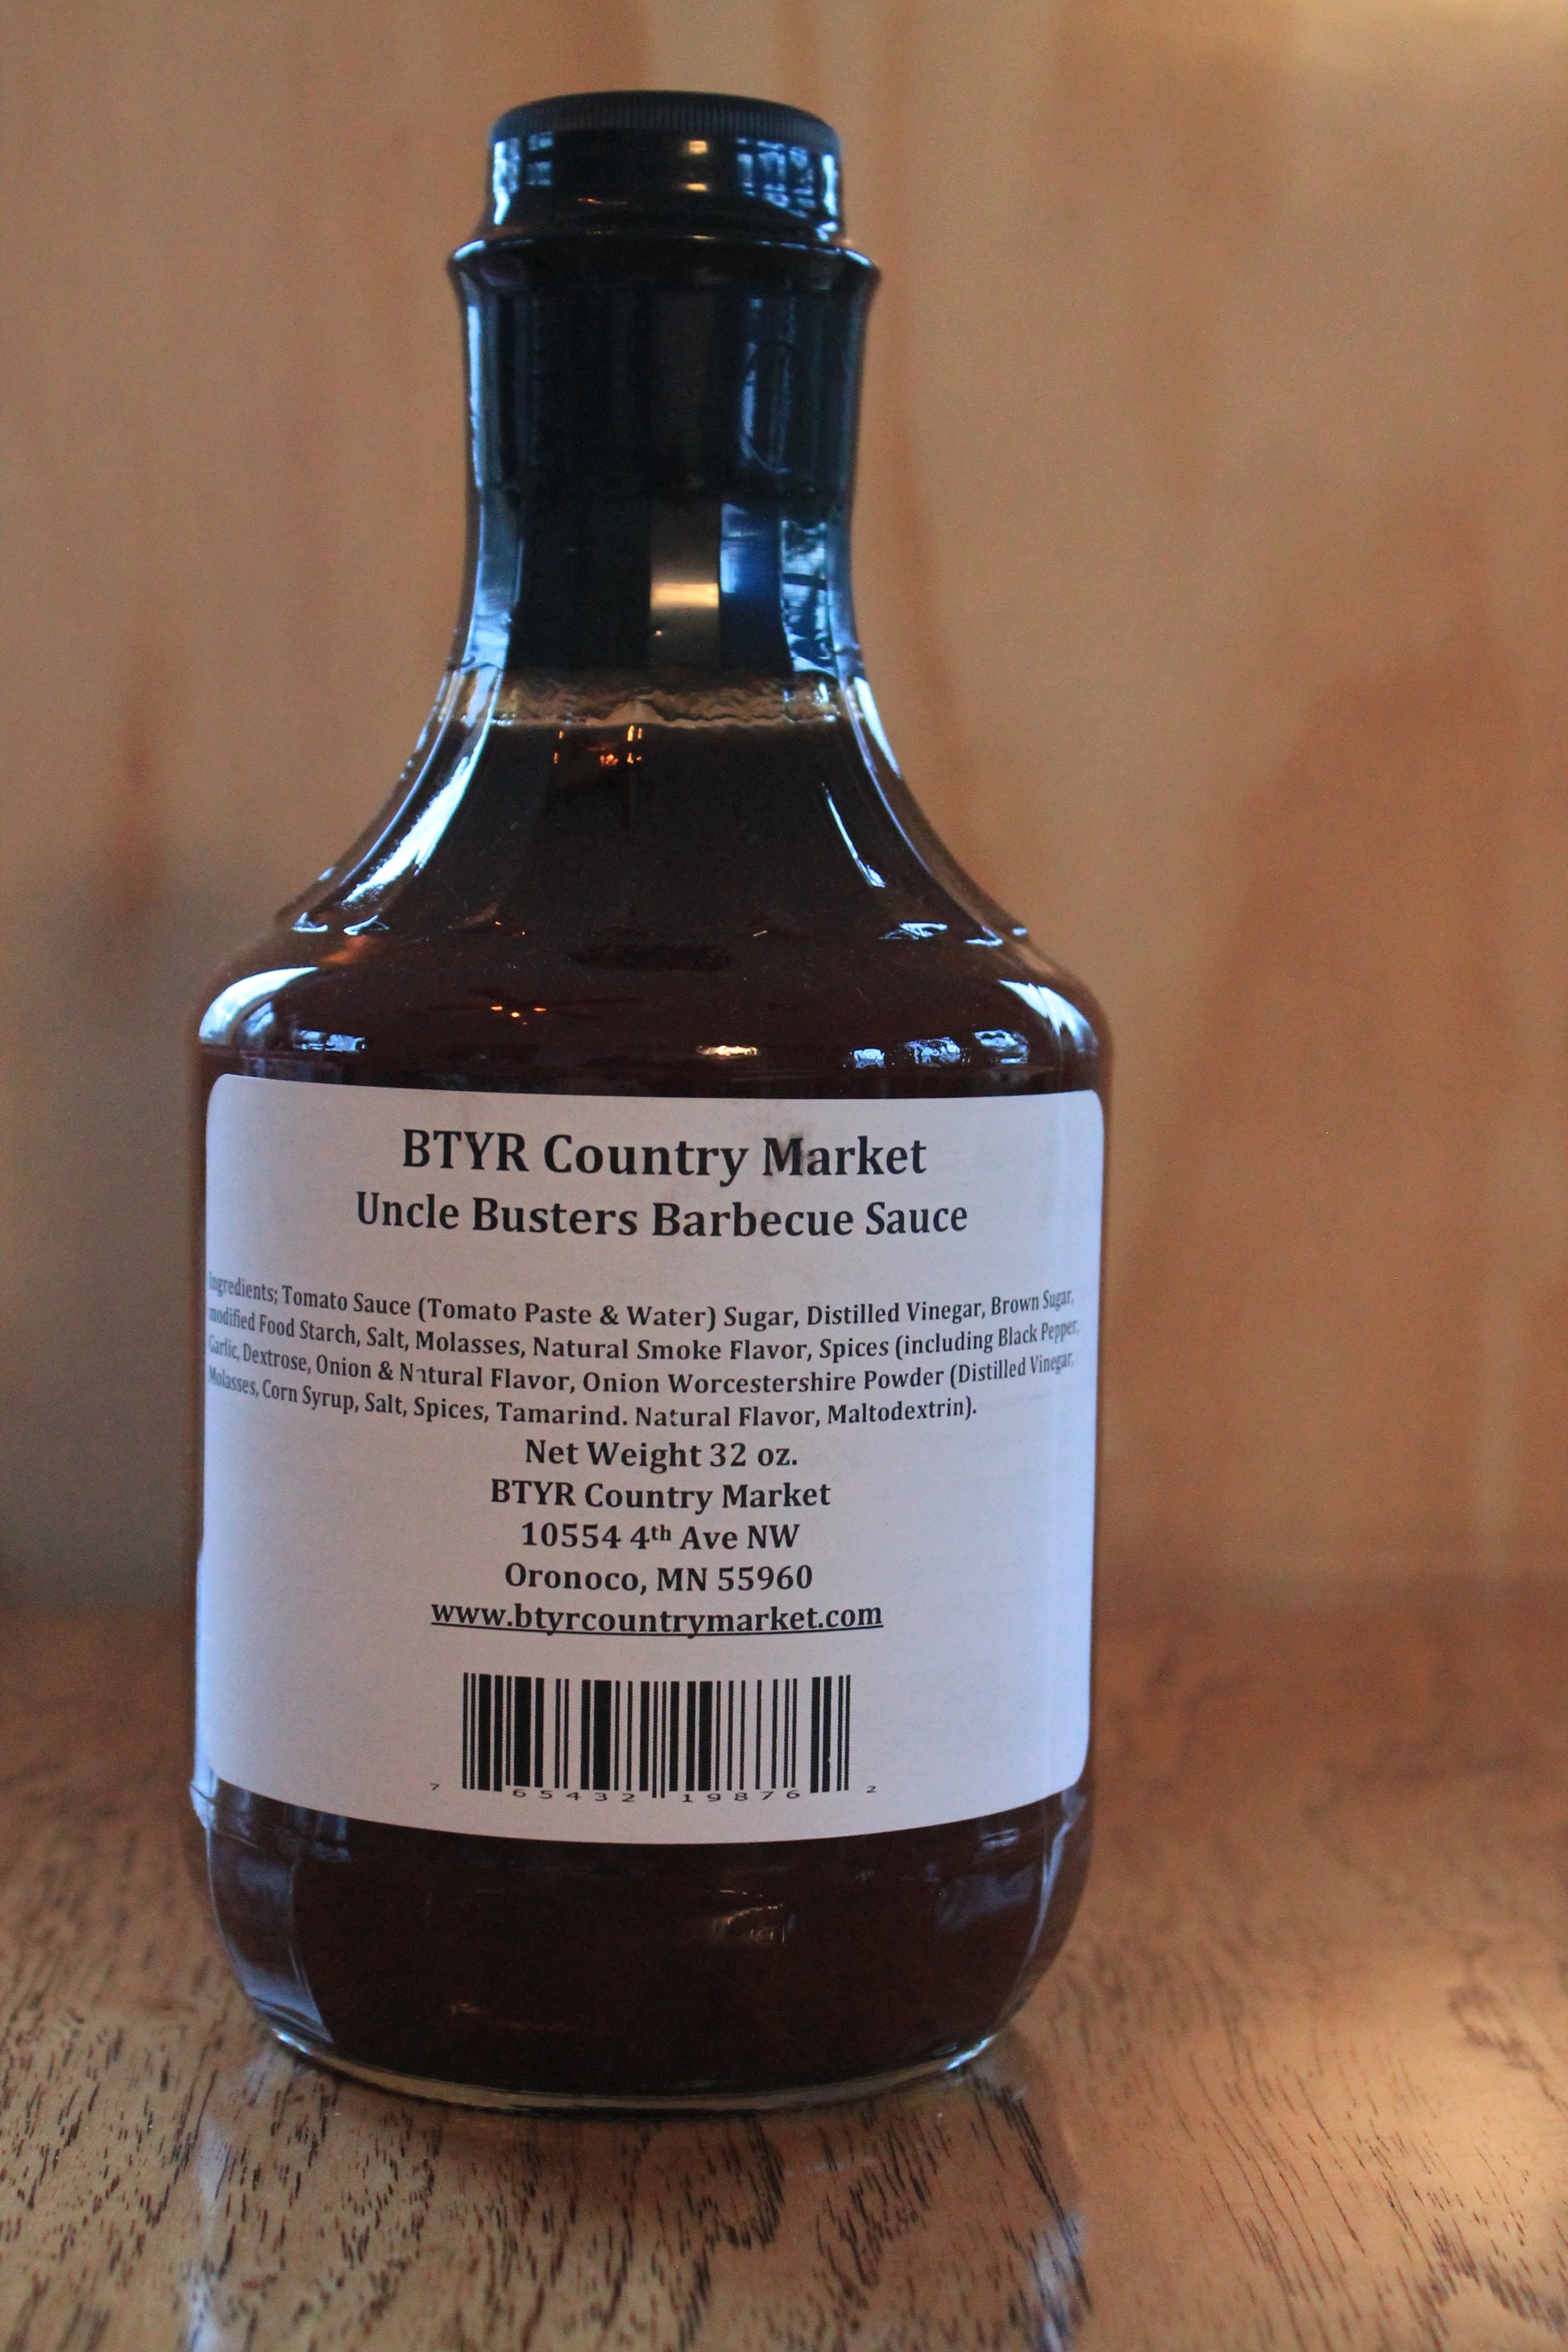 BTYR Country Market
Uncle Busters Barbecue Sauce
Ingredients; Tomato Sauce (Tomato Paste & Water) Sugar, Distilled Vinegar, Brown Sugar,
modified Food Starch, Salt, Molasses, Natural Smoke Flavor, Spices (including Black Pepper,
Garlic, Dextrose, Onion & Natural Flavor, Onion Worcestershire Powder (Distilled Vinegar,
Molasses, Corn Syrup, Salt, Spices, Tamarind. Natural Flavor, Maltodextrin).
Net Weight 32 oz.
BTYR Country Market
10554 4th Ave NW
Oronoco, MN 55960
www.btyrcountrymarket.com
7 65432 19876 2